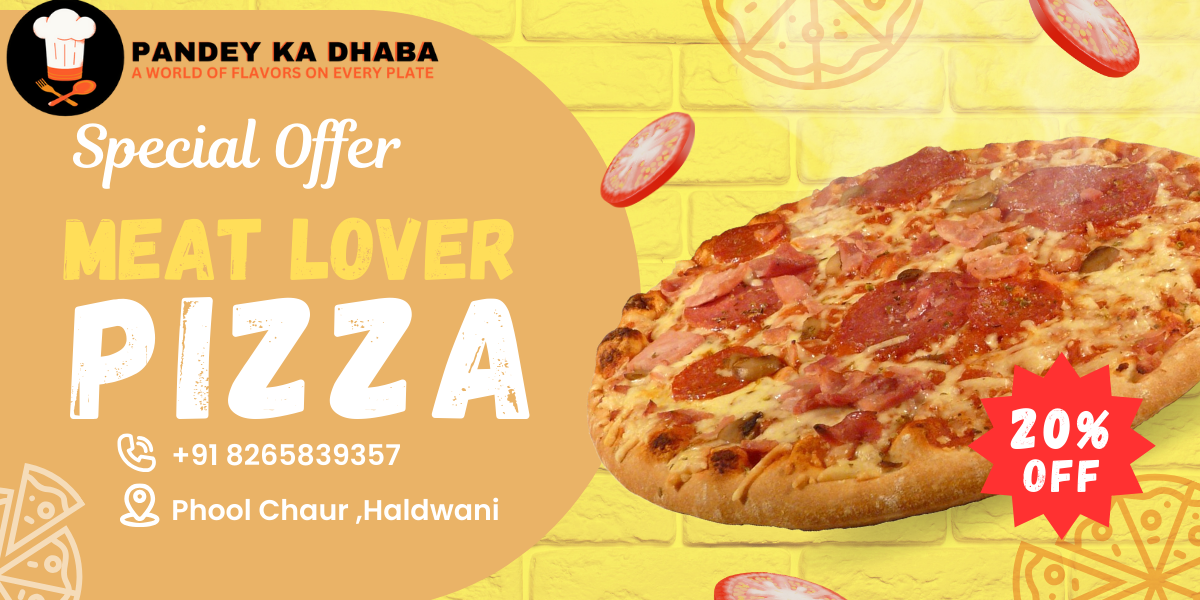 PANDEY KA DHABA
A WORLD OF FLAVORS ON EVERY PLATE
Special Offer
MEAT LOVER
PIZZA
+91 8265839357
Phool Chaur ,Haldwani
20%
OFF